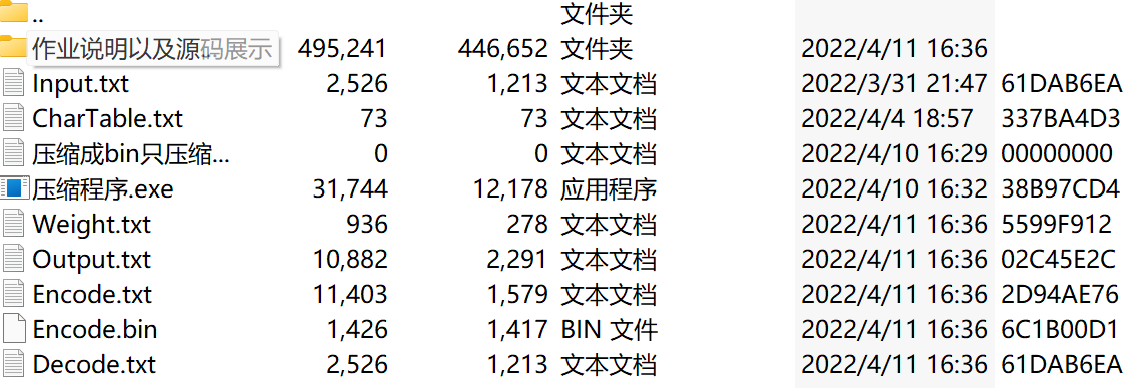 .. 文件夹
作业说明以及源码展示 495,241 446,652 文件夹 2022/4/11 16:36
Input.txt 2,526 1,213 文本文档 2022/3/31 21:47 61DAB6EA
CharTable.txt 73 73 文本文档 2022/4/4 18:57 337BA4D3
压缩成bin只压缩... 0 0 文本文档 2022/4/10 16:29 00000000
压缩程序.exe 31,744 12,178 应用程序 2022/4/10 16:32 38B97CD4
Weight.txt 936 278 文本文档 2022/4/11 16:36 5599F912
Output.txt 10,882 2,291 文本文档 2022/4/11 16:36 02C45E2C
Encode.txt 11,403 1,579 文本文档 2022/4/11 16:36 2D94AE76
Encode.bin 1,426 1,417 BIN 文件 2022/4/11 16:36 6C1B00D1
Decode.txt 2,526 1,213 文本文档 2022/4/11 16:36 61DAB6EA